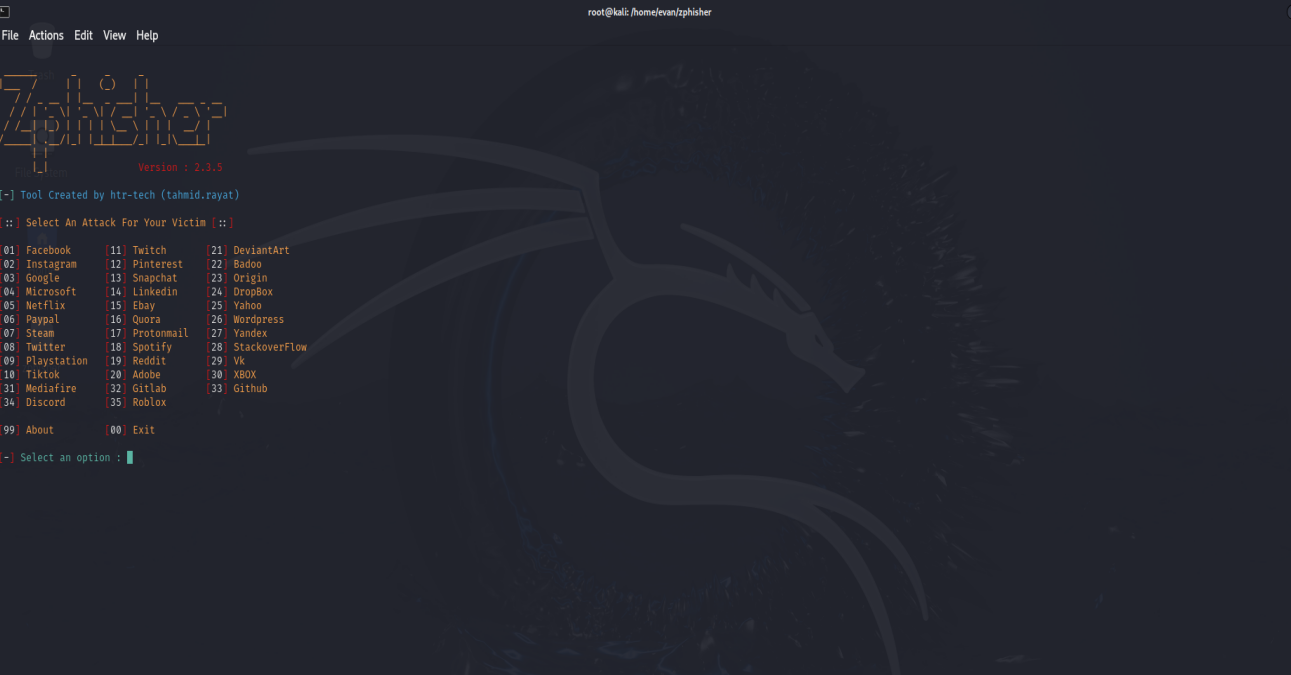 root@kali: /home/evan/zphisher
File Actions Edit View Help
Zphisher
Version : 2.3.5
[-] Tool Created by htr-tech (tahmid.rayat)
[::] Select An Attack For Your Victim [::]
[01] Facebook [11] Twitch [21] DeviantArt
[02] Instagram [12] Pinterest [22] Badoo
[03] Google [13] Snapchat [23] Origin
[04] Microsoft [14] Linkedin [24] DropBox
[05] Netflix [15] Ebay [25] Yahoo
[06] Paypal [16] Quora [26] Wordpress
[07] Steam [17] Protonmail [27] Yandex
[08] Twitter [18] Spotify [28] StackoverFlow
[09] Playstation [19] Reddit [29] Vk
[10] Tiktok [20] Adobe [30] XBOX
[31] Mediafire [32] Gitlab [33] Github
[34] Discord [35] Roblox
[99] About [00] Exit
[-] Select an option :